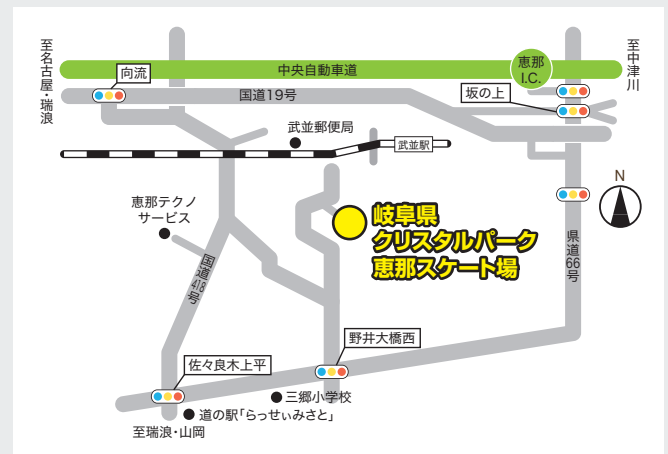 至名古屋・瑞浪
向流
中央自動車道
恵那
I.C.
至中津川
国道19号
坂の上
武並郵便局
武並駅
N
恵那テクノ
サービス
岐阜県
クリスタルパーク
恵那スケート場
県道66号
国道418号
野井大橋西
佐々良木上平
三郷小学校
道の駅「らっせぃみさと」
至瑞浪・山岡